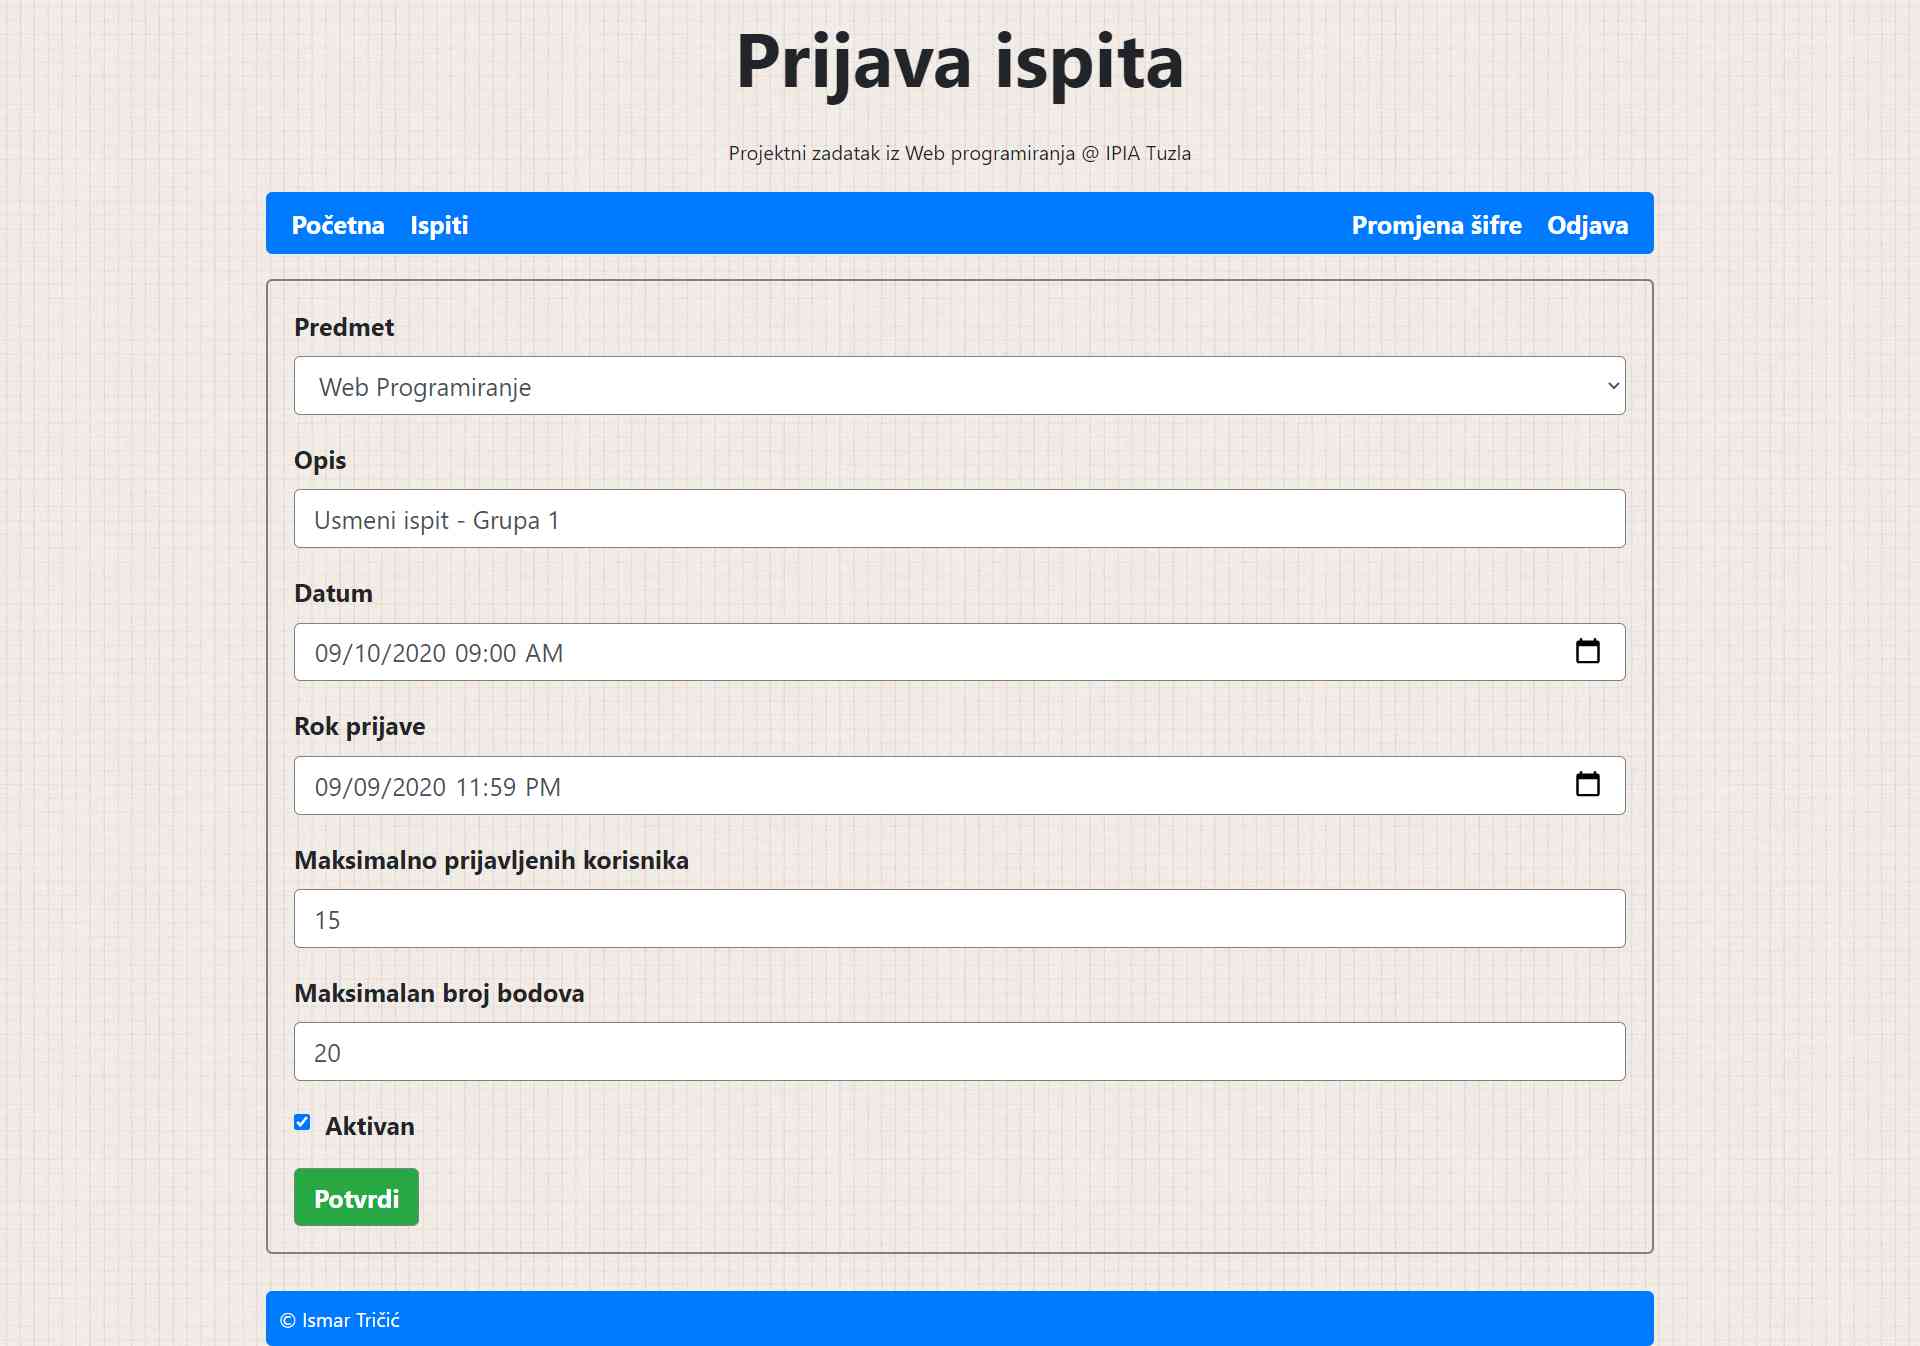 Prijava ispita
Projektni zadatak iz Web programiranja @ IPIA Tuzla
Početna Ispiti Promjena šifre Odjava
Predmet
Web Programiranje
Opis
Usmeni ispit - Grupa 1
Datum
09/10/2020 09:00 AM
Rok prijave
09/09/2020 11:59 PM
Maksimalno prijavljenih korisnika
15
Maksimalan broj bodova
20
Aktivan
Potvrdi
© Ismar Tričić